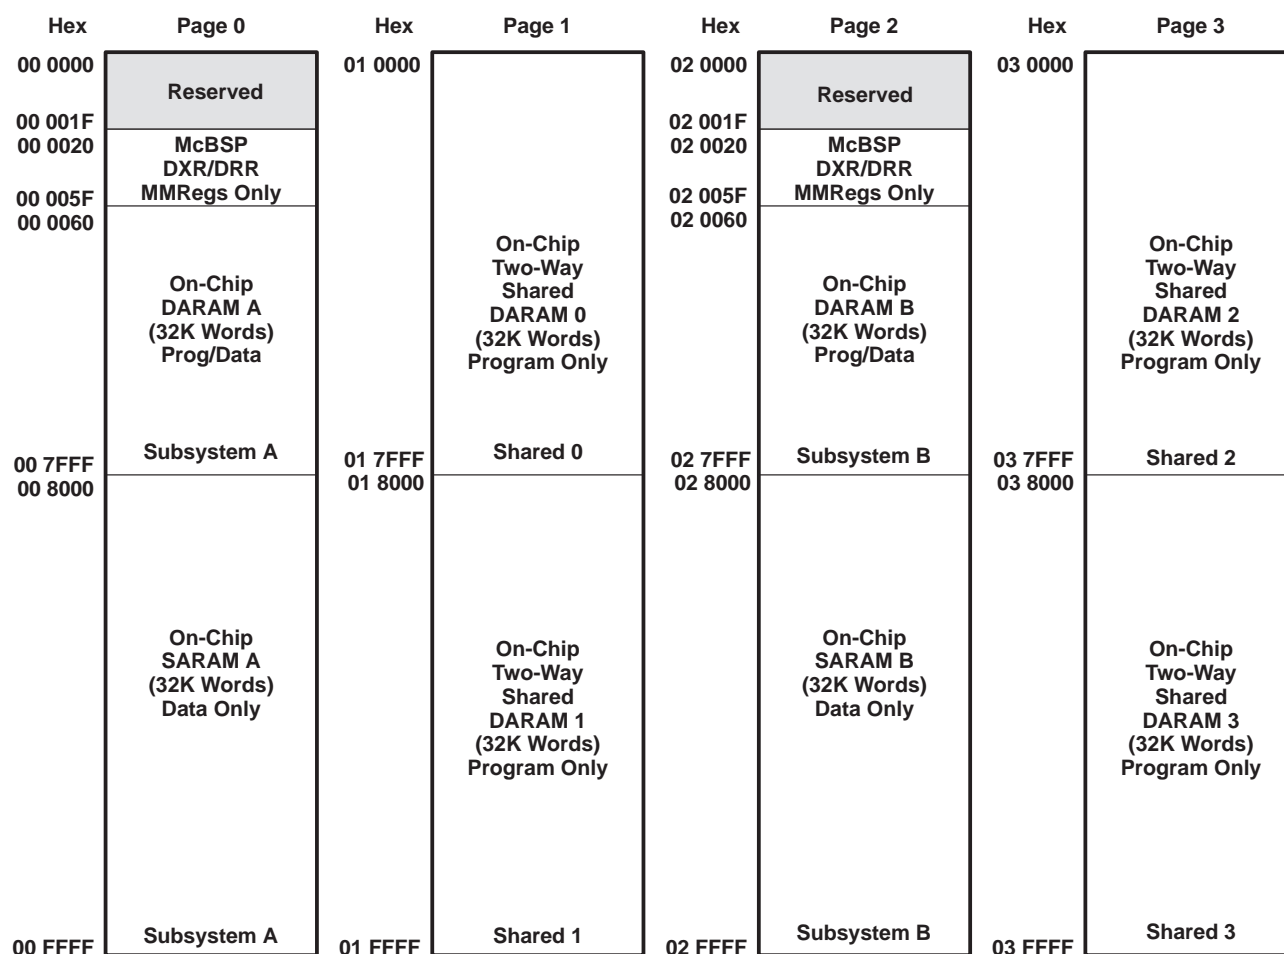 Hex
Page 0
00 0000
Reserved
00 001F
00 0020
McBSP
DXR/DRR
MMRegs Only
00 005F
00 0060
On-Chip
DARAM A
(32K Words)
Prog/Data
Subsystem A
00 7FFF
00 8000
On-Chip
SARAM A
(32K Words)
Data Only
Subsystem A
00 FFFF
Hex
Page 1
01 0000
On-Chip
Two-Way
Shared
DARAM 0
(32K Words)
Program Only
Shared 0
01 7FFF
01 8000
On-Chip
Two-Way
Shared
DARAM 1
(32K Words)
Program Only
Shared 1
01 FFFF
Hex
Page 2
02 0000
Reserved
02 001F
02 0020
McBSP
DXR/DRR
MMRegs Only
02 005F
02 0060
On-Chip
DARAM B
(32K Words)
Prog/Data
Subsystem B
02 7FFF
02 8000
On-Chip
SARAM B
(32K Words)
Data Only
Subsystem B
02 FFFF
Hex
Page 3
03 0000
On-Chip
Two-Way
Shared
DARAM 2
(32K Words)
Program Only
Shared 2
03 7FFF
03 8000
On-Chip
Two-Way
Shared
DARAM 3
(32K Words)
Program Only
Shared 3
03 FFFF